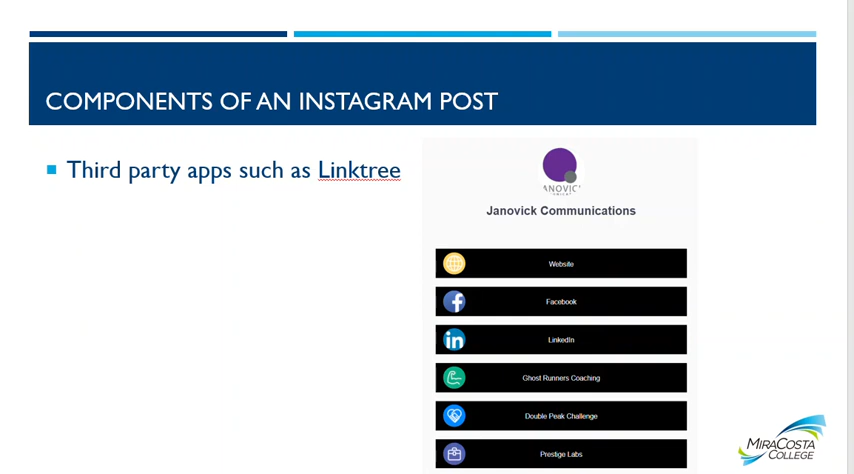 COMPONENTS OF AN INSTAGRAM POST
Third party apps such as Linktree
Janovick Communications
Website
Facebook
LinkedIn
Ghost Runners Coaching
Double Peak Challenge
Prestige Labs
MIRACOSTA
COLLEGE